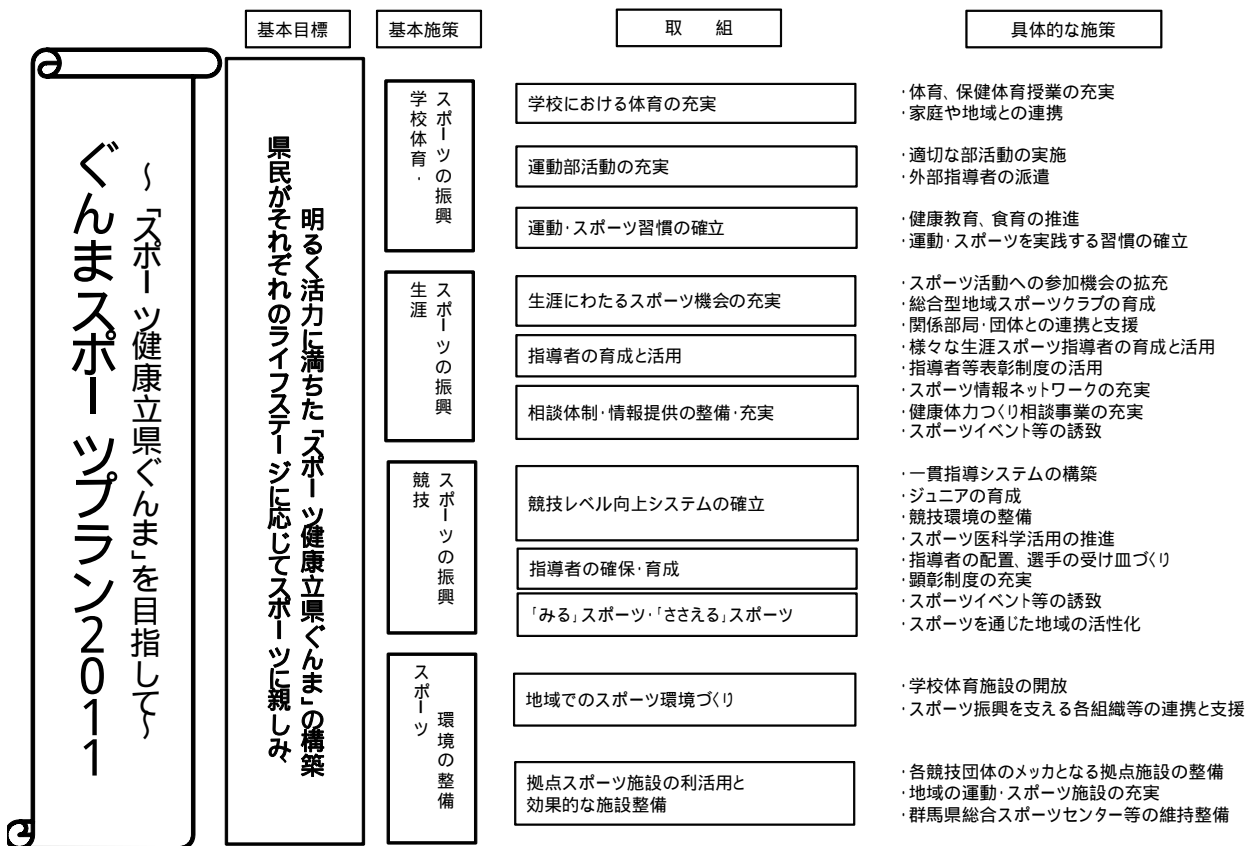 基本目標
基本施策
取 組
具体的な施策
ぐんまスポーツプラン2011
～「スポーツ健康立県ぐんま」を目指して～
県民がそれぞれのライフステージに応じてスポーツに親しみ、
明るく活力に満ちた「スポーツ健康立県ぐんま」の構築
学校体育・
スポーツの振興
学校における体育の充実
・体育、保健体育授業の充実
・家庭や地域との連携
運動部活動の充実
・適切な部活動の実施
・外部指導者の派遣
運動・スポーツ習慣の確立
・健康教育、食育の推進
・運動・スポーツを実践する習慣の確立
生涯
スポーツの振興
生涯にわたるスポーツ機会の充実
・スポーツ活動への参加機会の拡充
・総合型地域スポーツクラブの育成
・関係部局・団体との連携と支援
指導者の育成と活用
・様々な生涯スポーツ指導者の育成と活用
・指導者等表彰制度の活用
相談体制・情報提供の整備・充実
・スポーツ情報ネットワークの充実
・健康体力つくり相談事業の充実
・スポーツイベント等の誘致
競技
スポーツの振興
競技レベル向上システムの確立
・一貫指導システムの構築
・ジュニアの育成
・競技環境の整備
・スポーツ医科学活用の推進
指導者の確保・育成
・指導者の配置、選手の受け皿づくり
・顕彰制度の充実
「みる」スポーツ・「ささえる」スポーツ
・スポーツイベント等の誘致
・スポーツを通じた地域の活性化
スポーツ
環境の整備
地域でのスポーツ環境づくり
・学校体育施設の開放
・スポーツ振興を支える各組織等の連携と支援
拠点スポーツ施設の利活用と
効果的な施設整備
・各競技団体のメッカとなる拠点施設の整備
・地域の運動・スポーツ施設の充実
・群馬県総合スポーツセンター等の維持整備